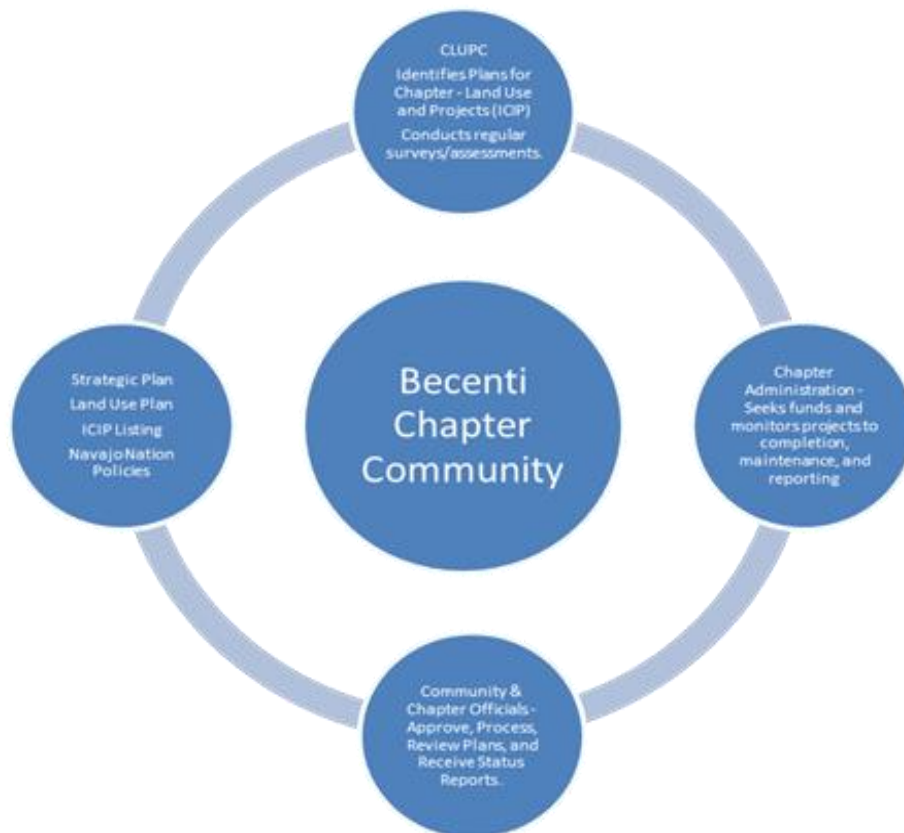 CLUPC
Identifies Plans for
Chapter - Land Use
and Projects (ICIP)
Conducts regular
surveys/assessments.
Strategic Plan
Land Use Plan
ICIP Listing
Navajo Nation
Policies
Becenti
Chapter
Community
Chapter
Administration -
Seeks funds and
monitors projects to
completion,
maintenance, and
reporting
Community &
Chapter Officials -
Approve, Process,
Review Plans, and
Receive Status
Reports.